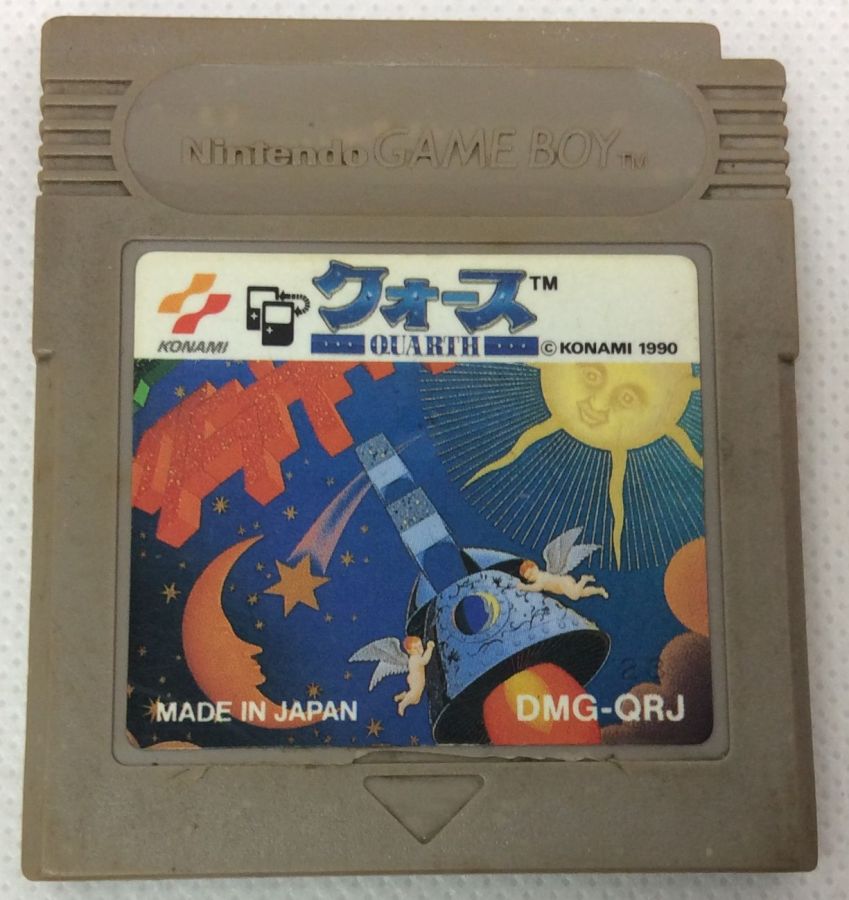 Nintendo GAME BOY TM
KONAMI
クォース TM
QUARTH
© KONAMI 1990
MADE IN JAPAN
DMG-QRJ